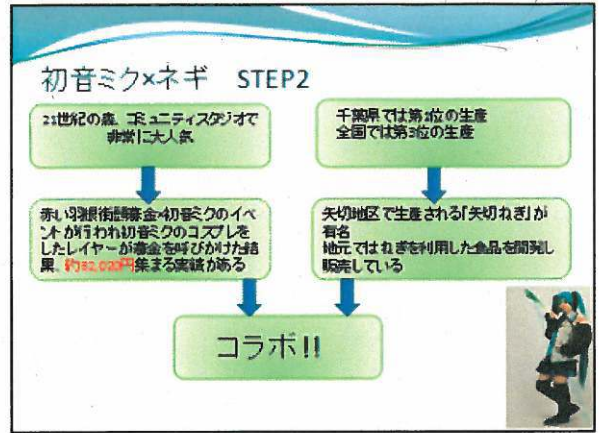 初音ミク×ネギ　STEP2
21世紀の森、コミュニティスタジオで
非常に大人気
千葉県では第1位の生産
全国では第3位の生産
赤い羽根街頭募金×初音ミクのイベ
ントが行われ初音ミクのコスプレを
したレイヤーが募金を呼びかけた結
果、集まる実績がある
矢切地区で生産される「矢切ねぎ」が
有名
地元ではねぎを利用した食品を開発し
販売している
コラボ!!